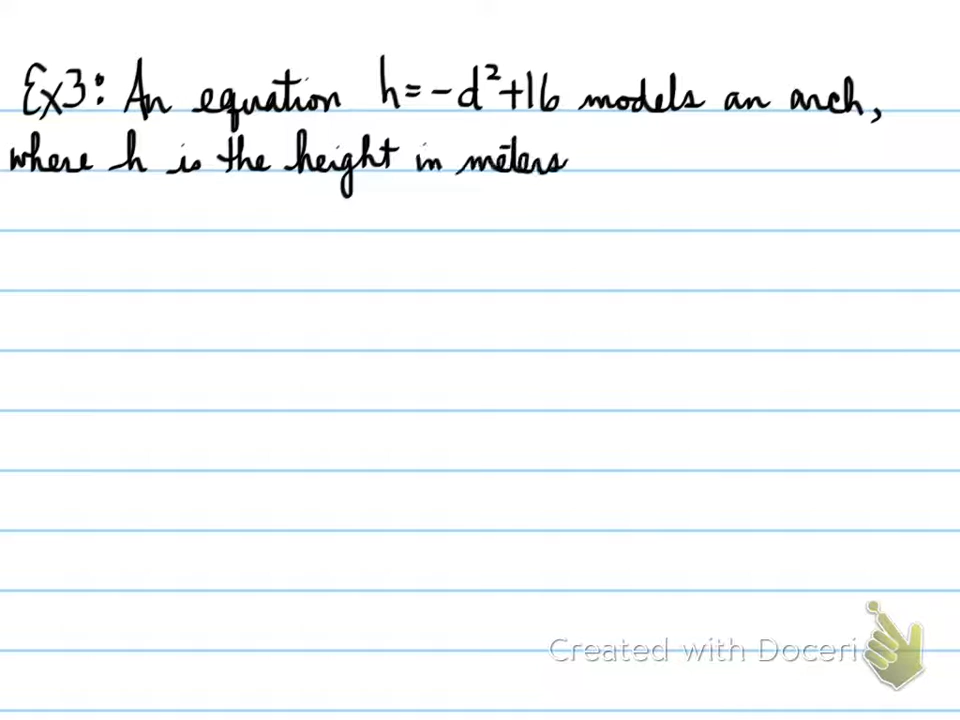 Ex3: An equation h = -d²+16 models an arch,
where h is the height in meters
Created with Doceri